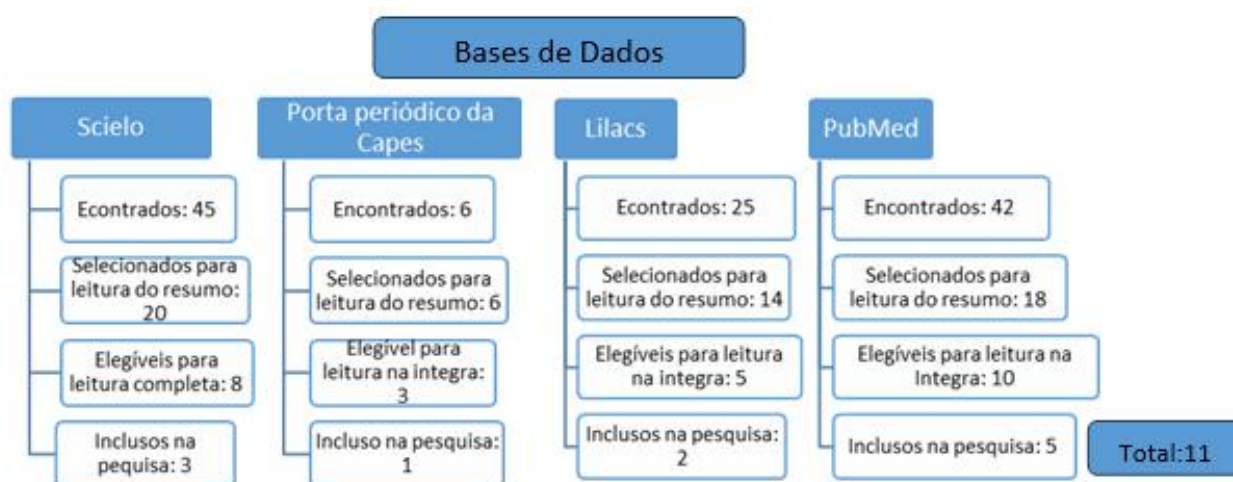 Bases de Dados
Scielo
Econtrados: 45
Selecionados para
leitura do resumo:
20
Elegíveis para
leitura completa: 8
Inclusos na
pequisa: 3
Porta periódico da
Capes
Encontrados: 6
Selecionados para
leitura do resumo: 6
Elegível para
leitura na integra:
3
Incluso na pesquisa:
1
Lilacs
Econtrados: 25
Selecionados para
leitura do resumo: 14
Elegíveis para leitura
na integra: 5
Inclusos na pesquisa:
2
PubMed
Encontrados: 42
Selecionados para
leitura do resumo: 18
Elegíveis para leitura na
Integra: 10
Inclusos na pesquisa: 5
Total:11